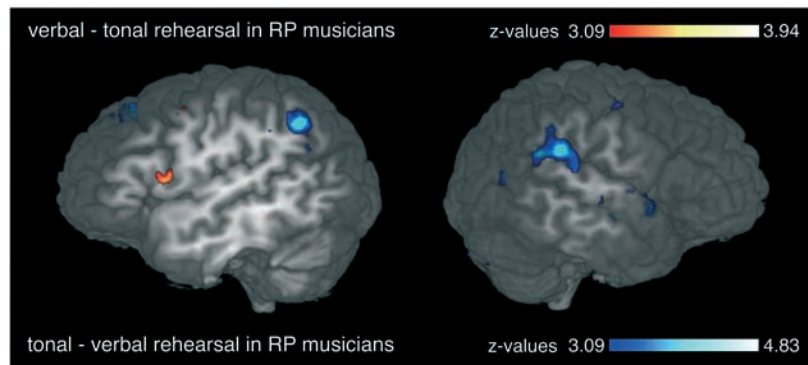 verbal - tonal rehearsal in RP musicians
z-values 3.09 3.94
tonal - verbal rehearsal in RP musicians
z-values 3.09 4.83